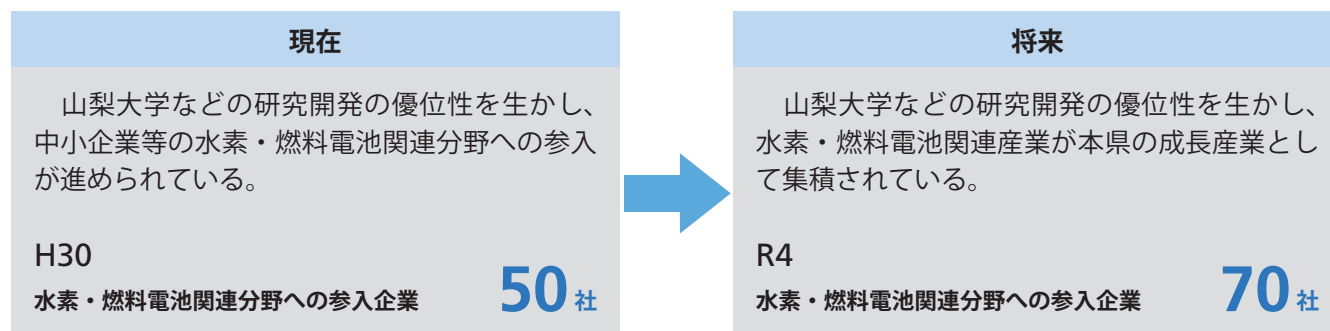 現在
山梨大学などの研究開発の優位性を生かし、
中小企業等の水素・燃料電池関連分野への参入
が進められている。
H30
水素・燃料電池関連分野への参入企業 50社
将来
山梨大学などの研究開発の優位性を生かし、
水素・燃料電池関連産業が本県の成長産業とし
て集積されている。
R4
水素・燃料電池関連分野への参入企業 70社